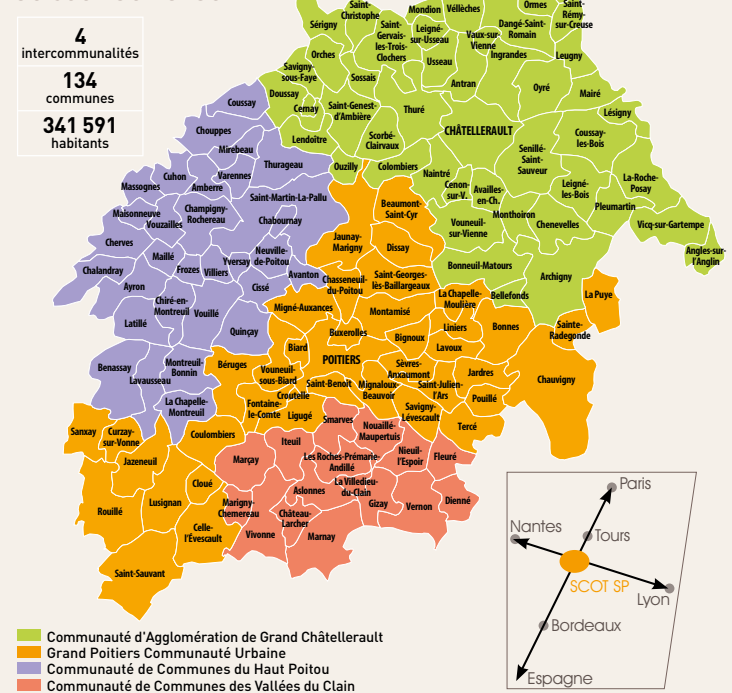 4
intercommunalités
134
communes
341 591
habitants
Saint-
Christophe
Mondion
Vellèches
Ormes
Saint-
Rémy-
sur-Creuse
Sérigny
Saint-
Gervais-
les-Trois-
Clochers
Leigné-
sur-Usseau
Vaux-sur-
Vienne
Dangé-Saint-
Romain
Orches
Usseau
Ingrandes
Leugny
Savigny-
sous-Faye
Sossais
Antran
Oyré
Mairé
Doussay
Cernay
Saint-Genest-
d'Ambière
Thuré
Lésigny
Coussay
Lendoître
Scorbé-
Clairvaux
CHÂTELLERAULT
Coussay-
les-Bois
Senillé-
Saint-
Sauveur
Chouppes
Mirebeau
Thurageau
Ouzilly
Colombiers
Naintré
Cenon-
sur-V.
Availles-
en-Ch.
Leigné-
les-Bois
La-Roche-
Posay
Pleumartin
Cuhon
Varennes
Massognes
Amberre
Saint-Martin-La-Pallu
Beaumont-
Saint-Cyr
Monthoiron
Maisonneuve
Vouzailles
Champigny-
Rochereau
Chabournay
Vouneuil-
sur-Vienne
Chenevelles
Vicq-sur-Gartempe
Jaunay-
Marigny
Dissay
Cherves
Maillé
Yversay
Neuville-
de-Poitou
Bonneuil-Matours
Angles-sur-
l'Anglin
Chalandray
Frozes
Villiers
Avanton
Chasseneuil-
du-Poitou
Saint-Georges-
lès-Baillargeaux
Archigny
Ayron
Cissé
La Chapelle-
Moulière
Bellefonds
La Puye
Chiré-en-
Montreuil
Vouillé
Migné-Auxances
Montamisé
Latillé
Quinçay
Buxerolles
Bignoux
Liniers
Bonnes
Sainte-
Radegonde
Biard
POITIERS
Lavoux
Benassay
Montreuil-
Bonnin
Béruges
Vouneuil-
sous-Biard
Sèvres-
Anxaumont
Jardres
Chauvigny
Lavausseau
Saint-Benoit
Mignaloux-
Beauvoir
Saint-Julien-
l'Ars
Pouillé
La Chapelle-
Montreuil
Fontaine-
le-Comte
Croutelle
Ligugé
Smarves
Savigny-
Lévescault
Tercé
Sanxay
Curzay-
sur-Vonne
Coulombiers
Iteuil
Nouaillé-
Maupertuis
Jazeneuil
Marçay
Les Roches-Prémarie-
Andillé
Nieuil-
l'Espoir
Fleuré
Cloué
Aslonnes
La Villedieu-
du-Clain
Rouillé
Lusignan
Marigny-
Chemereau
Château-
Larcher
Gizay
Vernon
Dienné
Celle-
l'Évescault
Vivonne
Marnay
Saint-Sauvant
Paris
Nantes
Tours
SCOT SP
Lyon
Bordeaux
Espagne
Communauté d'Agglomération de Grand Châtellerault
Grand Poitiers Communauté Urbaine
Communauté de Communes du Haut Poitou
Communauté de Communes des Vallées du Clain